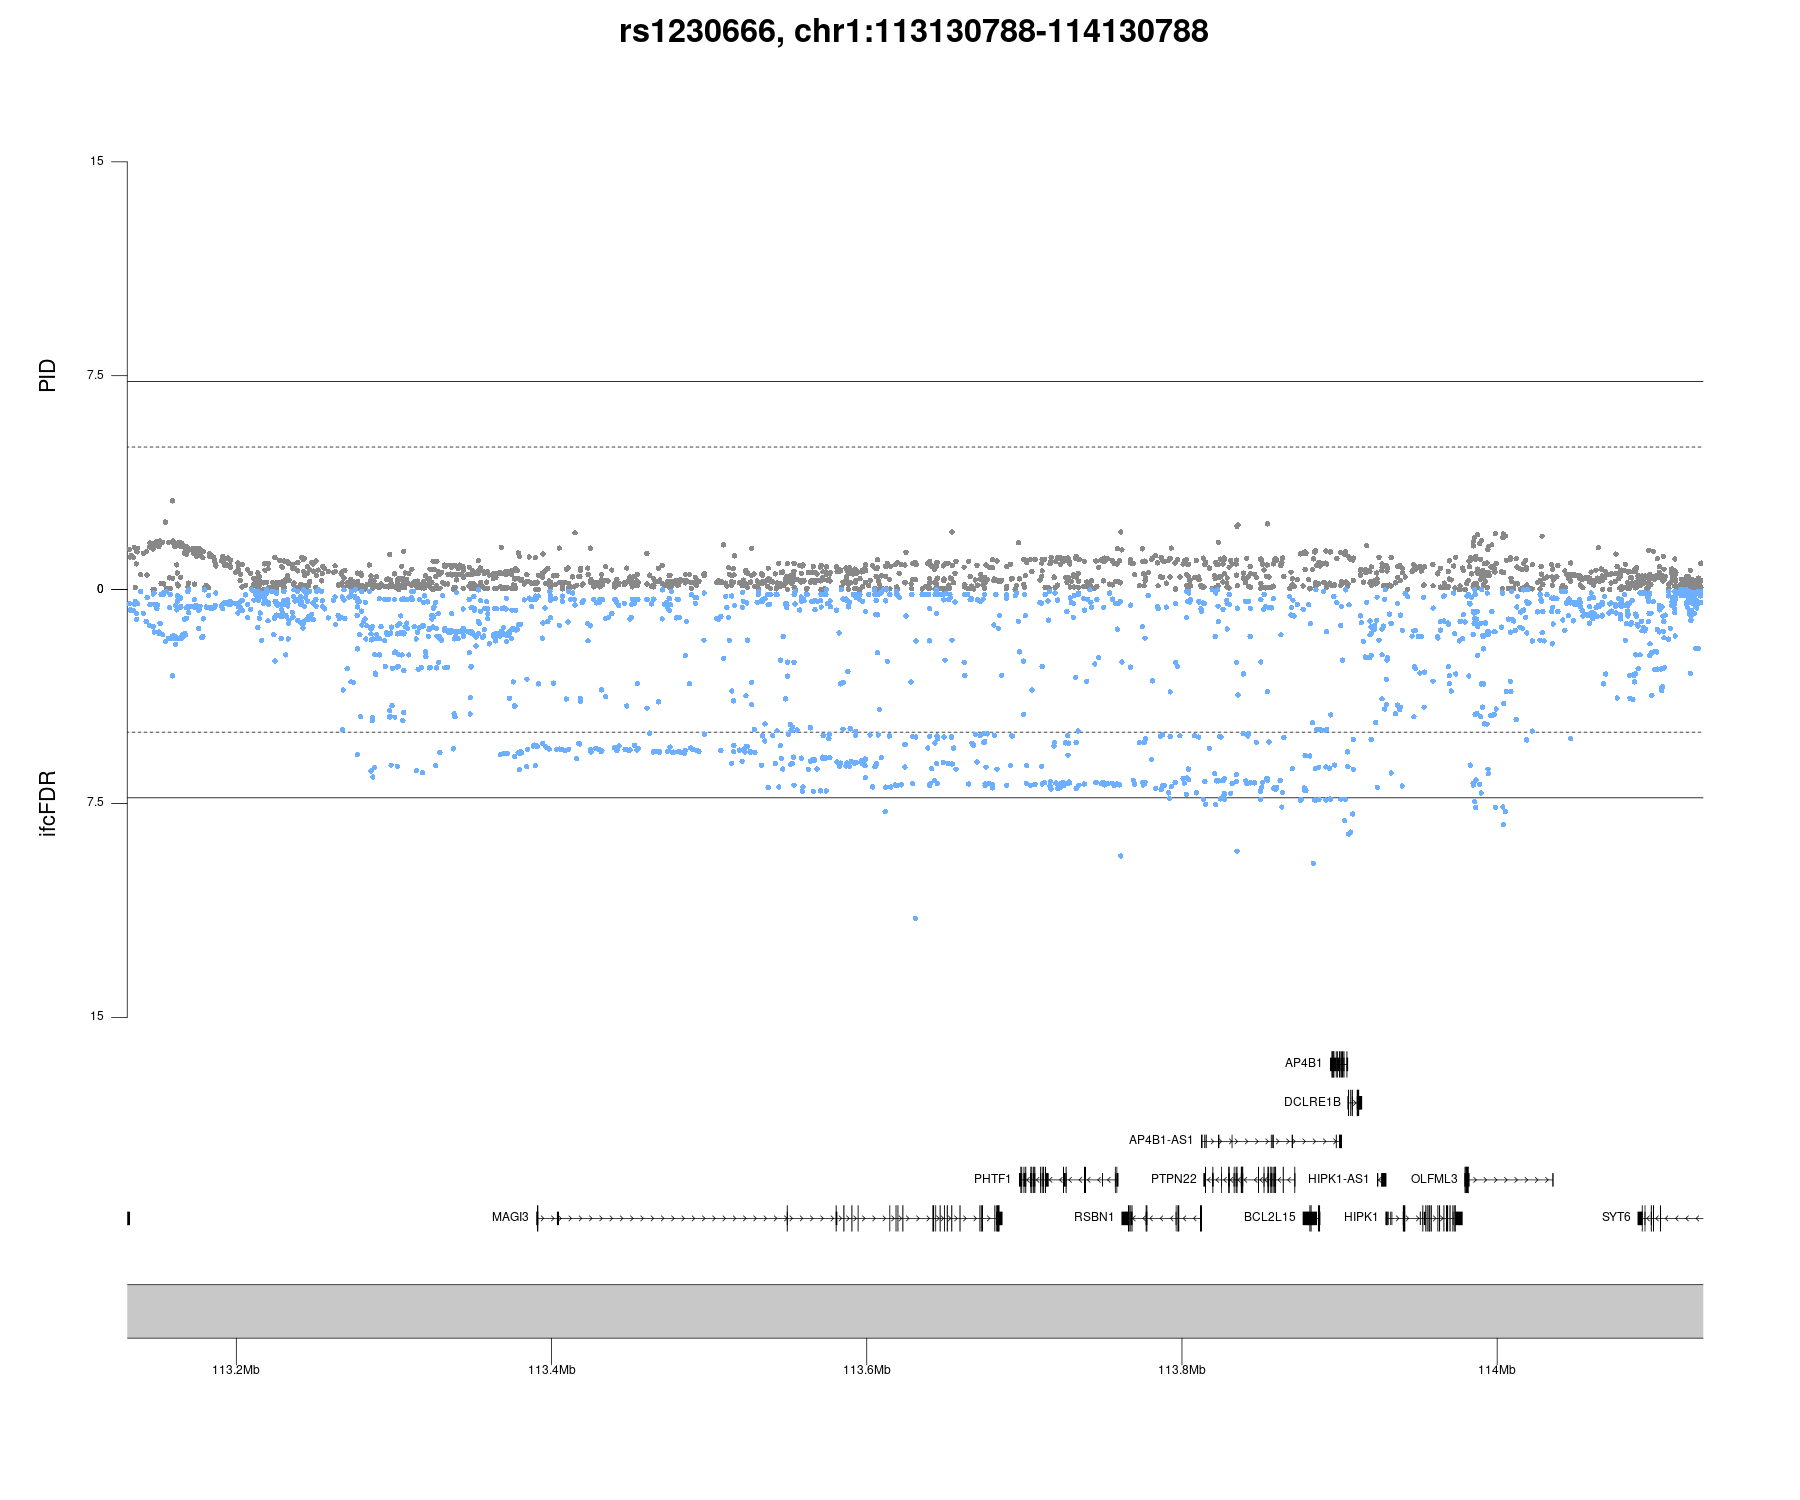 rs1230666, chr1:113130788-114130788
15
PID
7.5
0
ifcFDR
7.5
15
AP4B1
DCLRE1B
AP4B1-AS1
PHTF1 PTPN22 HIPK1-AS1 OLFML3
MAGI3 RSBN1 BCL2L15 HIPK1 SYT6
113.2Mb 113.4Mb 113.6Mb 113.8Mb 114Mb